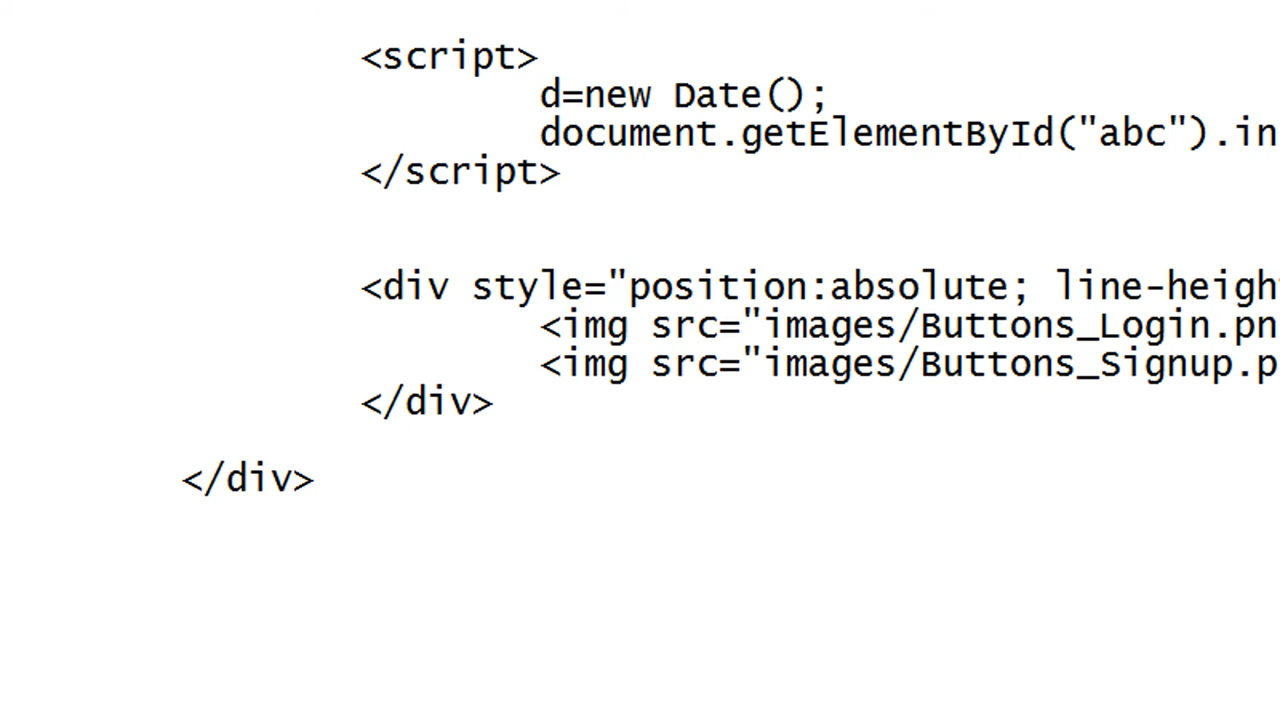 <script>
d=new Date();
document.getElementById("abc").in
</script>
<div style="position:absolute; line-heigh
<img src="images/Buttons_Login.pn
<img src="images/Buttons_Signup.p
</div>
</div>